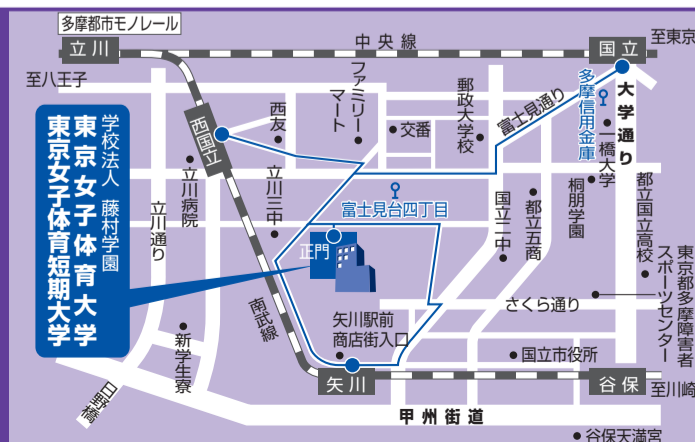 多摩都市モノレール
立川
中央線
国立
至東京
至八王子
ファミリー
マート
郵政大学校
富士見通り
多摩信用金庫
大学通り
西友
交番
一橋大学
西国立
学校法人 藤村学園
東京女子体育大学
東京女子体育短期大学
立川病院
立川通り
立川三中
富士見台四丁目
国立二中
都立五商
桐朋学園
都立国立高校
東京都多摩障害者
スポーツセンター
正門
さくら通り
南武線
矢川駅前
商店街入口
新学生寮
国立市役所
日野橋
矢川
谷保
至川崎
甲州街道
谷保天満宮